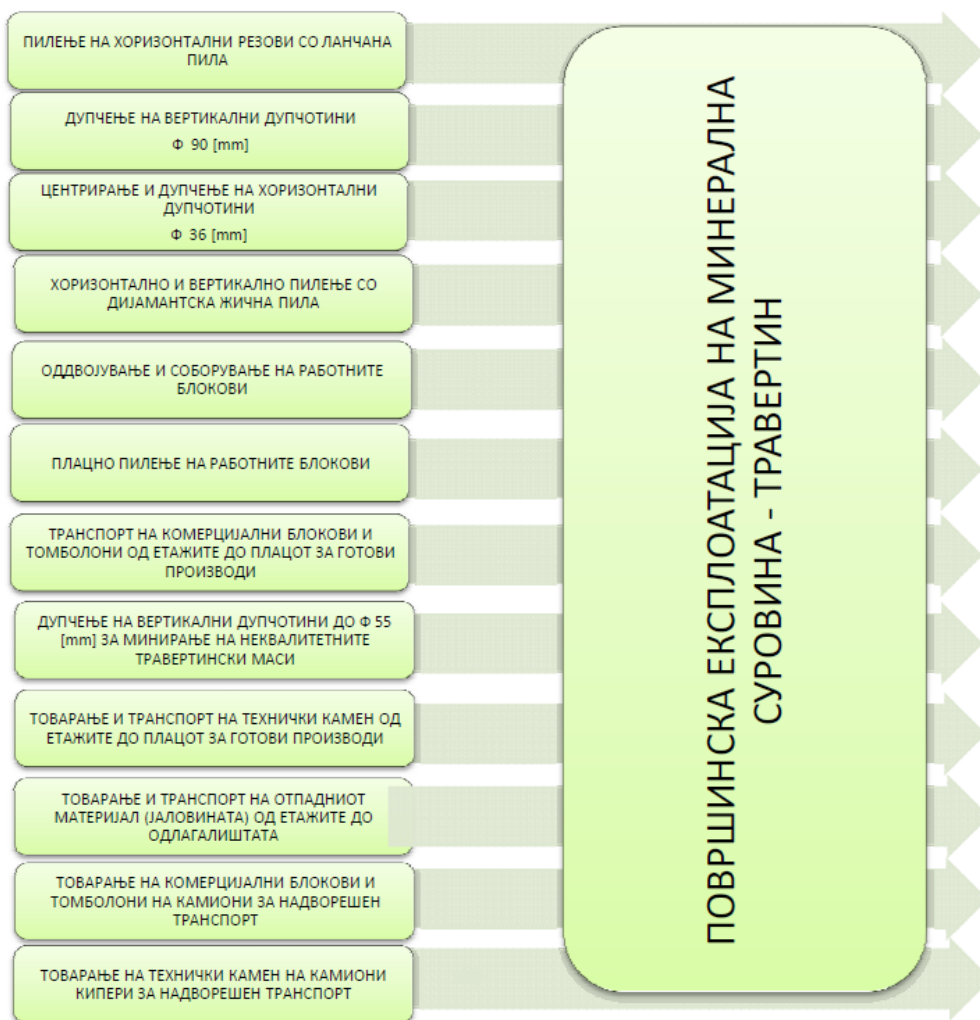 ПИЛЕЊЕ НА ХОРИЗОНТАЛНИ РЕЗОВИ СО ЛАНЧАНА
ПИЛА
ДУПЧЕЊЕ НА ВЕРТИКАЛНИ ДУПЧОТИНИ
Ф 90 [mm]
ЦЕНТРИРАЊЕ И ДУПЧЕЊЕ НА ХОРИЗОНТАЛНИ
ДУПЧОТИНИ
Ф 36 [mm]
ХОРИЗОНТАЛНО И ВЕРТИКАЛНО ПИЛЕЊЕ СО
ДИЈАМАНТСКА ЖИЧНА ПИЛА
ОДДВОЈУВАЊЕ И СОБОРУВАЊЕ НА РАБОТНИТЕ
БЛОКОВИ
ПЛАЦНО ПИЛЕЊЕ НА РАБОТНИТЕ БЛОКОВИ
ТРАНСПОРТ НА КОМЕРЦИЈАЛНИ БЛОКОВИ И
ТОМБОЛОНИ ОД ЕТАЖИТЕ ДО ПЛАЦОТ ЗА ГОТОВИ
ПРОИЗВОДИ
ДУПЧЕЊЕ НА ВЕРТИКАЛНИ ДУПЧОТИНИ ДО Ф 55
[mm] ЗА МИНИРАЊЕ НА НЕКВАЛИТЕТНИТЕ
ТРАВЕРТИНСКИ МАСИ
ТОВАРАЊЕ И ТРАНСПОРТ НА ТЕХНИЧКИ КАМЕН ОД
ЕТАЖИТЕ ДО ПЛАЦОТ ЗА ГОТОВИ ПРОИЗВОДИ
ТОВАРАЊЕ И ТРАНСПОРТ НА ОТПАДНИОТ
МАТЕРИЈАЛ (ЈАЛОВИНАТА) ОД ЕТАЖИТЕ ДО
ОДЛАГАЛИШТАТА
ТОВАРАЊЕ НА КОМЕРЦИЈАЛНИ БЛОКОВИ И
ТОМБОЛОНИ НА КАМИОНИ ЗА НАДВОРЕШЕН
ТРАНСПОРТ
ТОВАРАЊЕ НА ТЕХНИЧКИ КАМЕН НА КАМИОНИ
КИПЕРИ ЗА НАДВОРЕШЕН ТРАНСПОРТ
ПОВРШИНСКА ЕКСПЛОАТАЦИЈА НА МИНЕРАЛНА
СУРОВИНА - ТРАВЕРТИН